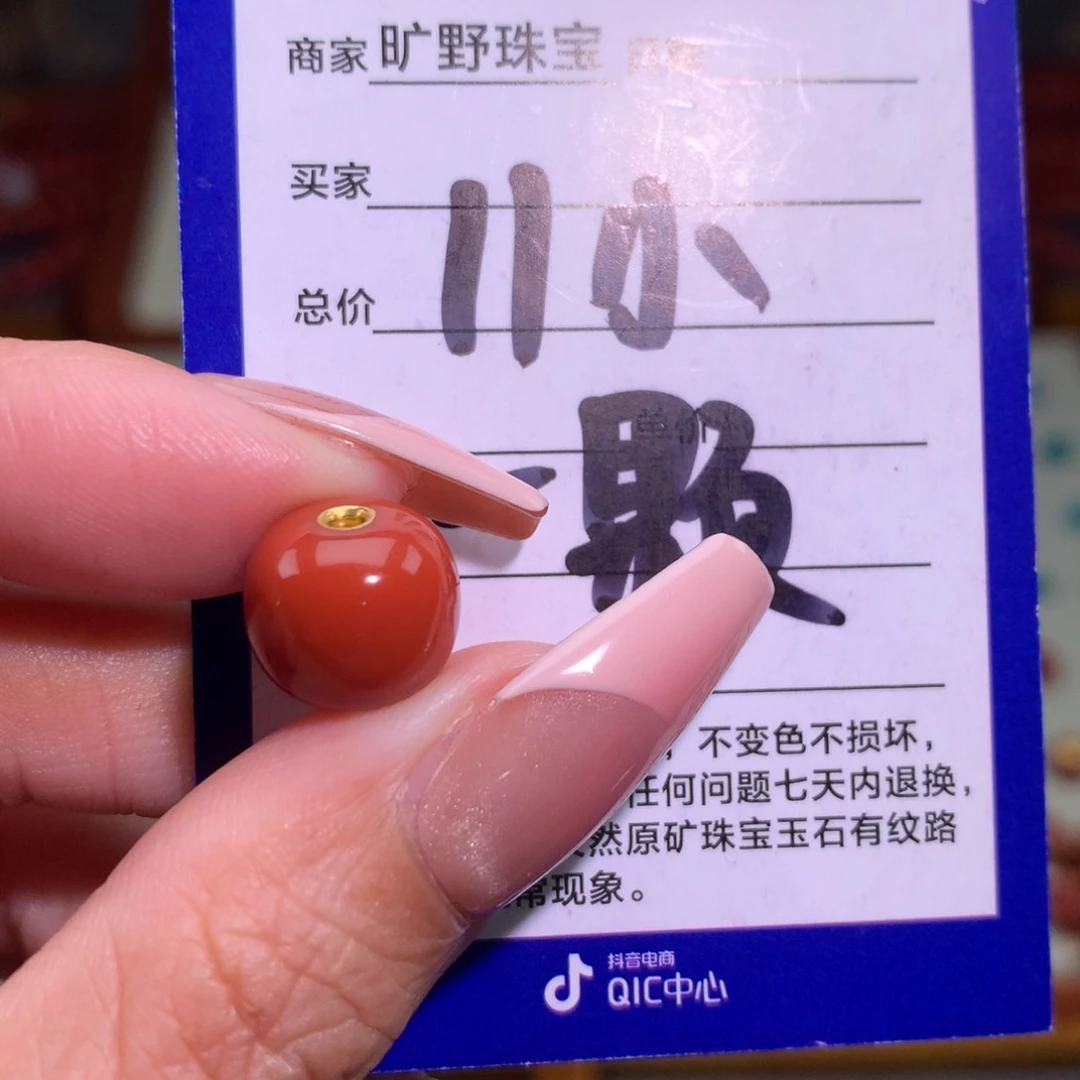 商家 旷野珠宝
买家
总价
11小
单价
颗
，不变色不损坏，
任何问题七天内退换，
然原矿珠宝玉石有纹路
常现象。
抖音电商
QIC中心